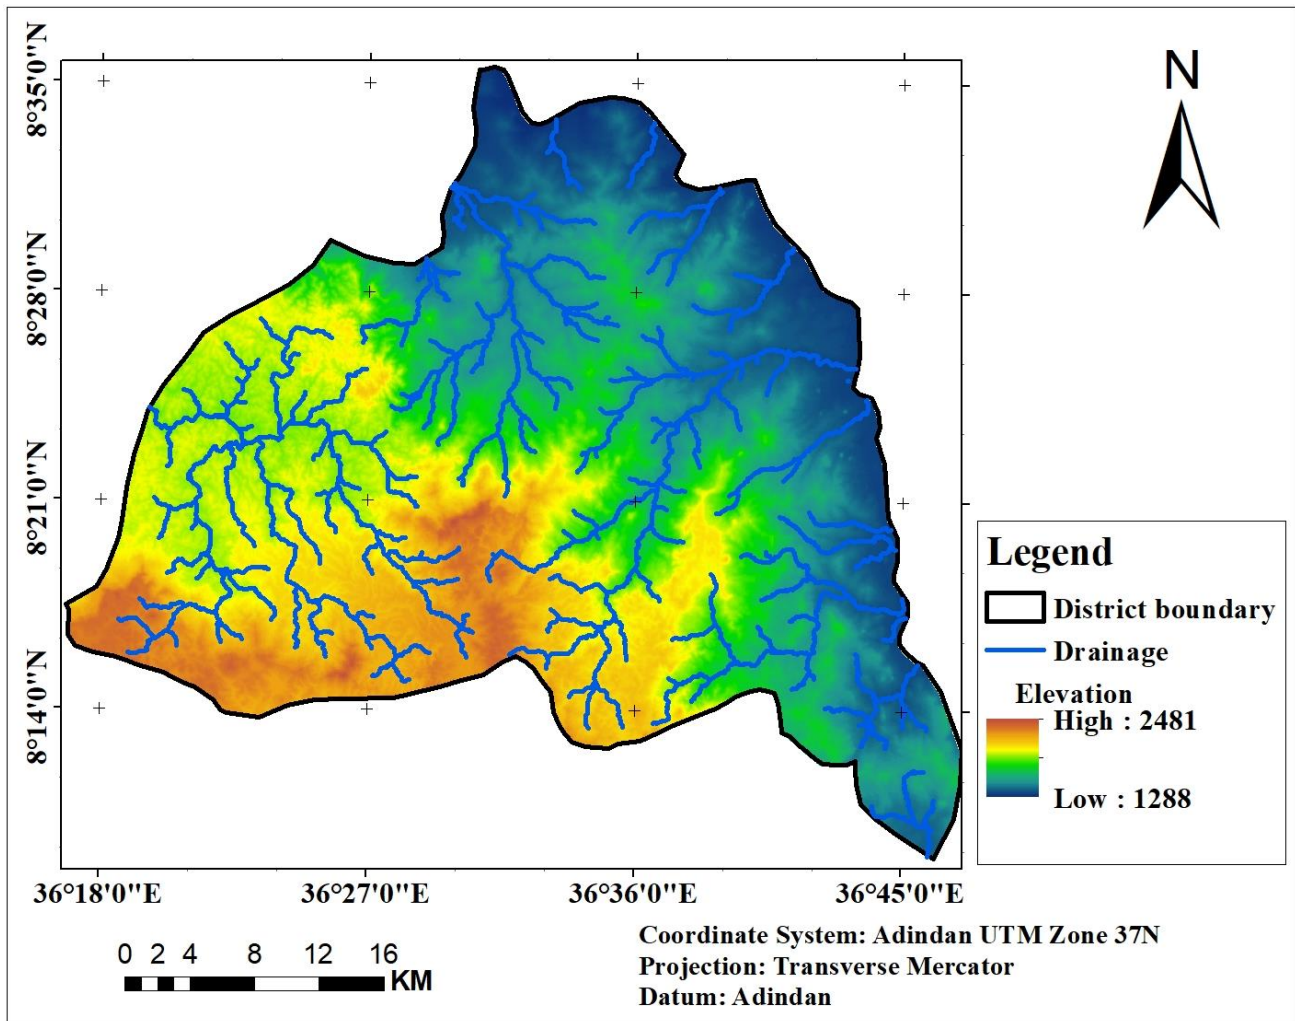 N
8°35'0"N
8°28'0"N
8°21'0"N
8°14'0"N
36°18'0"E 36°27'0"E 36°36'0"E 36°45'0"E
Legend
District boundary
Drainage
Elevation
High : 2481
Low : 1288
0 2 4 8 12 16
KM
Coordinate System: Adindan UTM Zone 37N
Projection: Transverse Mercator
Datum: Adindan